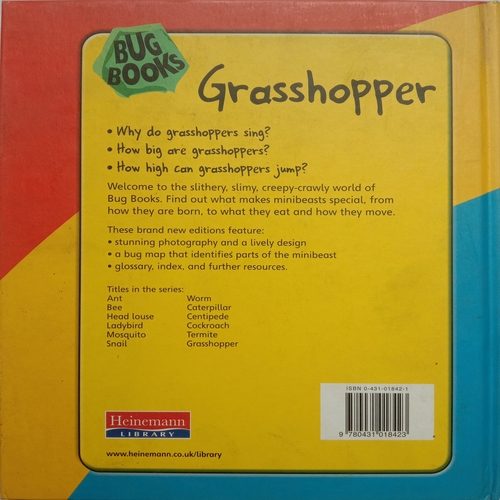 BUG
BOOKS
Grasshopper
• Why do grasshoppers sing?
• How big are grasshoppers?
• How high can grasshoppers jump?
Welcome to the slithery, slimy, creepy-crawly world of
Bug Books. Find out what makes minibeasts special, from
how they are born, to what they eat and how they move.
These brand new editions feature:
• stunning photography and a lively design
• a bug map that identifies parts of the minibeast
• glossary, index, and further resources.
Titles in the series:
Ant Worm
Bee Caterpillar
Head louse Centipede
Ladybird Cockroach
Mosquito Termite
Snail Grasshopper
ISBN 0-431-01842-1
9 780431 018423
Heinemann
LIBRARY
www.heinemann.co.uk/library